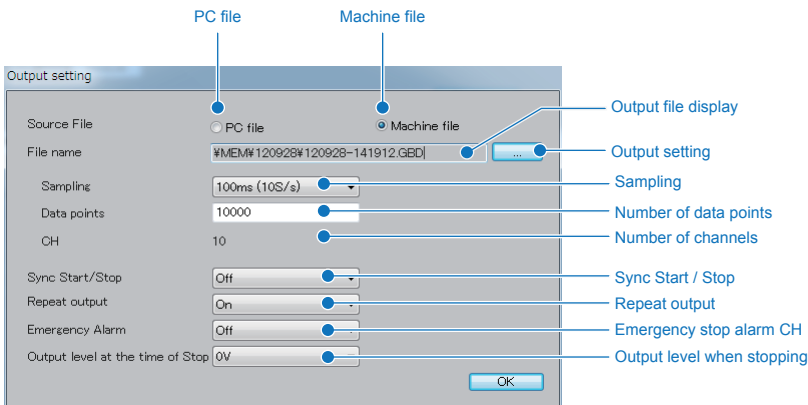 PC file Machine file
Output setting
Source File PC file Machine file Output file display
File name ¥MEM¥120928¥120928-141912.GBD ... Output setting
Sampling 100ms (10S/s) Sampling
Data points 10000 Number of data points
CH 10 Number of channels
Sync Start/Stop Off Sync Start / Stop
Repeat output On Repeat output
Emergency Alarm Off Emergency stop alarm CH
Output level at the time of Stop 0V Output level when stopping
OK